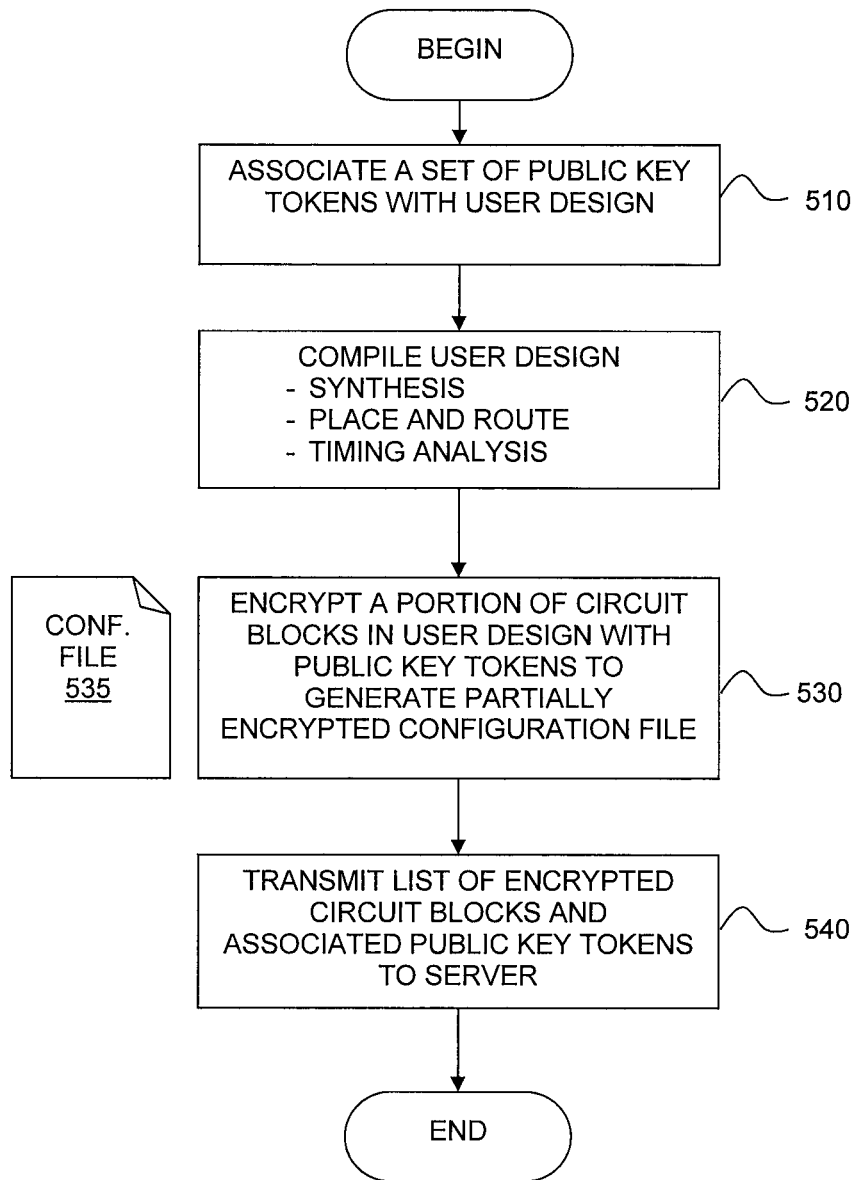 BEGIN
ASSOCIATE A SET OF PUBLIC KEY
TOKENS WITH USER DESIGN
510
COMPILE USER DESIGN
- SYNTHESIS
- PLACE AND ROUTE
- TIMING ANALYSIS
520
CONF.
FILE
535
ENCRYPT A PORTION OF CIRCUIT
BLOCKS IN USER DESIGN WITH
PUBLIC KEY TOKENS TO
GENERATE PARTIALLY
ENCRYPTED CONFIGURATION FILE
530
TRANSMIT LIST OF ENCRYPTED
CIRCUIT BLOCKS AND
ASSOCIATED PUBLIC KEY TOKENS
TO SERVER
540
END